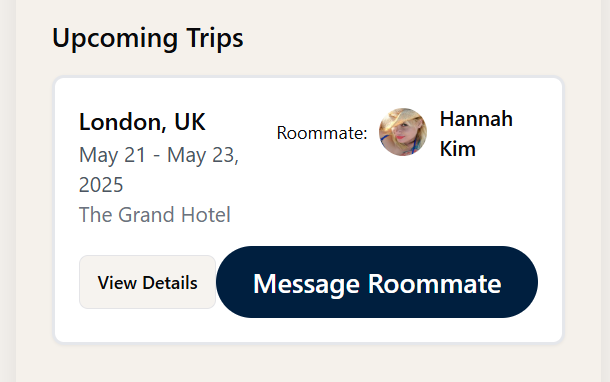 Upcoming Trips
London, UK
May 21 - May 23,
2025
The Grand Hotel
Roommate:
Hannah
Kim
View Details
Message Roommate